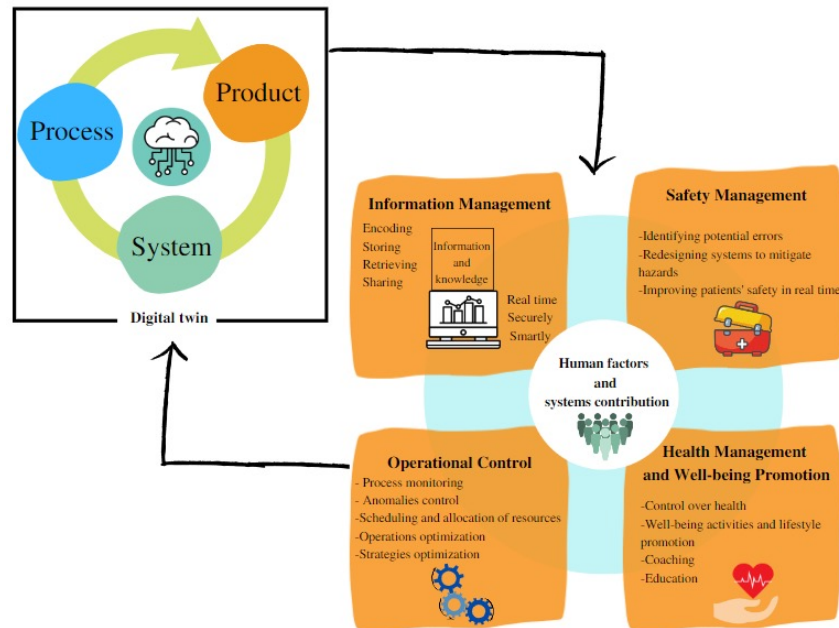 Product
Process
System
Digital twin
Information Management
Encoding
Storing
Retrieving
Sharing
Information
and
knowledge
Real time
Securely
Smartly
Safety Management
-Identifying potential errors
-Redesigning systems to mitigate
hazards
-Improving patients' safety in real time
Human factors
and
systems contribution
Operational Control
- Process monitoring
- Anomalies control
-Scheduling and allocation of resources
-Operations optimization
-Strategies optimization
Health Management
and Well-being Promotion
-Control over health
-Well-being activities and lifestyle
promotion
-Coaching
-Education